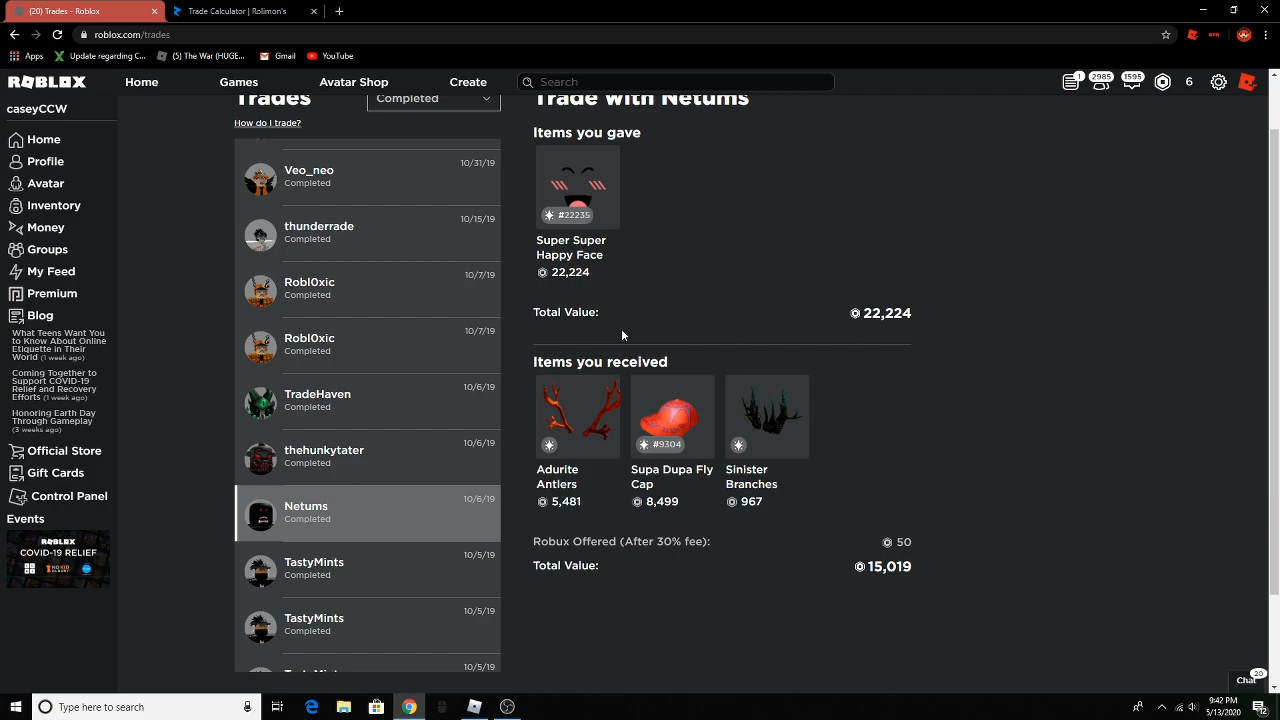 (20) Trades - Roblox
Trade Calculator | Rolimon's
roblox.com/trades
Apps
Update regarding C...
(5) The War (HUGE...
Gmail
YouTube
ROBLOX
Home
Games
Avatar Shop
Create
Search
1
2985
1595
6
caseyCCW
Home
Profile
Avatar
Inventory
Money
Groups
My Feed
Premium
Blog
What Teens Want You
to Know About Online
Etiquette in Their
World (1 week ago)
Coming Together to
Support COVID-19
Relief and Recovery
Efforts (1 week ago)
Honoring Earth Day
Through Gameplay
(3 weeks ago)
Official Store
Gift Cards
Control Panel
Events
ROBLOX
COVID-19 RELIEF
Trades
Completed
How do I trade?
10/31/19
Veo_neo
Completed
10/15/19
thunderrade
Completed
10/7/19
Robl0xic
Completed
10/7/19
Robl0xic
Completed
10/6/19
TradeHaven
Completed
10/6/19
thehunkytater
Completed
10/6/19
Netums
Completed
10/5/19
TastyMints
Completed
10/5/19
TastyMints
Completed
10/5/19
Trade with Netums
Items you gave
#22235
Super Super
Happy Face
22,224
Total Value:
22,224
Items you received
#9304
Adurite
Antlers
5,481
Supa Dupa Fly
Cap
8,499
Sinister
Branches
967
Robux Offered (After 30% fee):
50
Total Value:
15,019
Chat
20
Type here to search
9:42 PM
5/13/2020
12